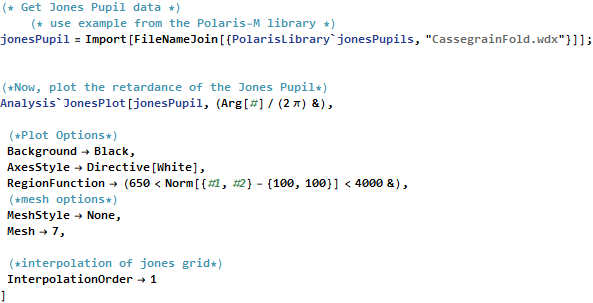 (* Get Jones Pupil data *)
(* use example from the Polaris-M library *)
jonesPupil = Import[FileNameJoin[{PolarisLibrary`jonesPupils, "CassegrainFold.wdx"}]];
(*Now, plot the retardance of the Jones Pupil*)
Analysis`JonesPlot[jonesPupil, (Arg[#] / (2 π) &),
(*Plot Options*)
Background → Black,
AxesStyle → Directive[White],
RegionFunction → (650 < Norm[{#1, #2} - {100, 100}] < 4000 &),
(*mesh options*)
MeshStyle → None,
Mesh → 7,
(*interpolation of jones grid*)
InterpolationOrder → 1
]